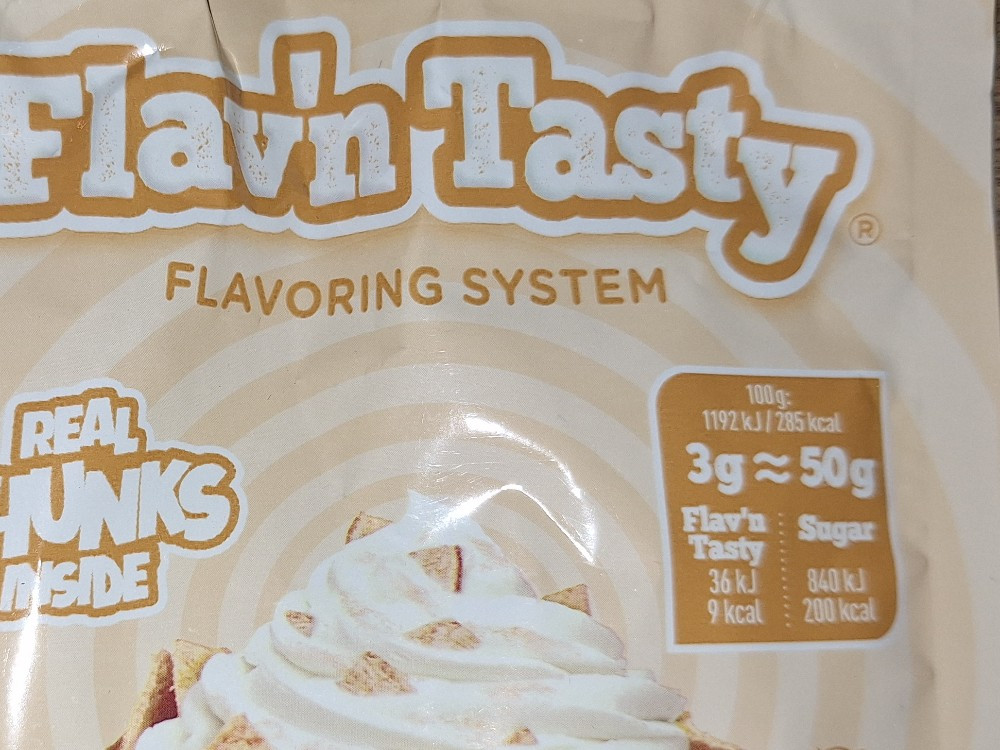 Flav'n Tasty
®
FLAVORING SYSTEM
REAL
HUNKS
INSIDE
100g:
1192 kJ / 285 kcal
3g ≈ 50g
Flav'n Sugar
Tasty
36 kJ 840 kJ
9 kcal 200 kcal